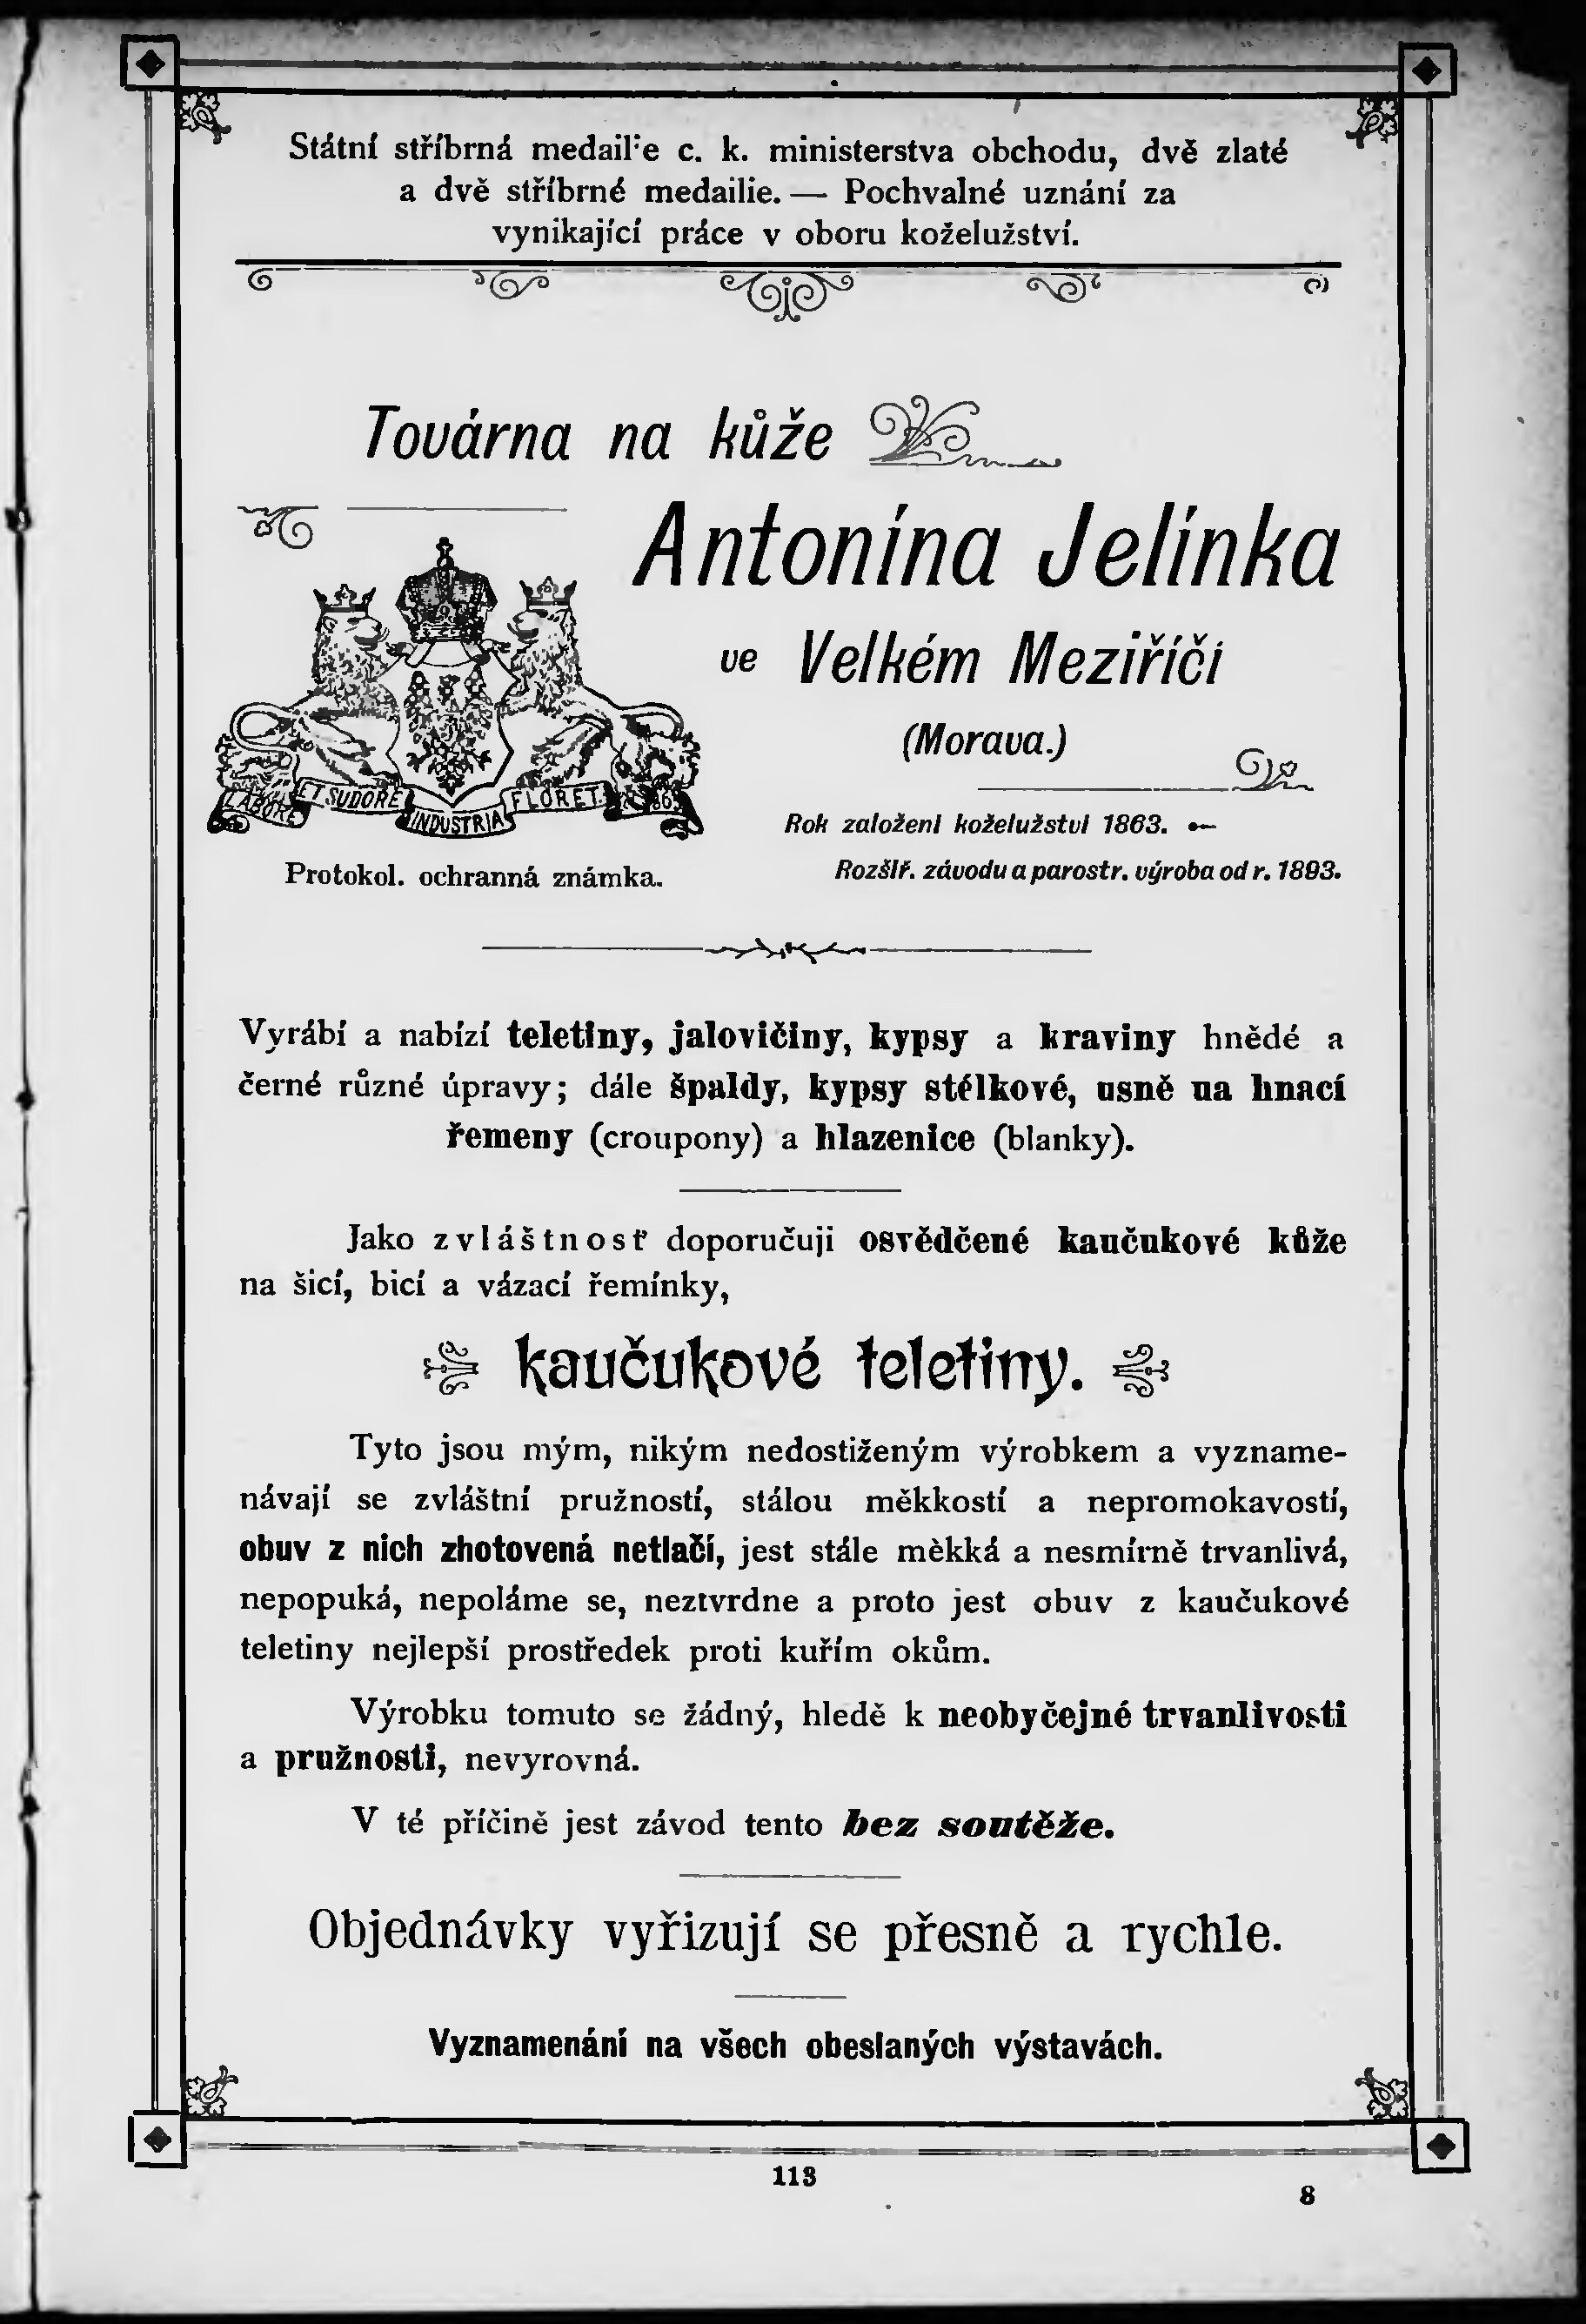 Státní stříbrná medailie c. k. ministerstva obchodu, dvě zlaté
a dvě stříbrné medailie. — Pochvalné uznání za
vynikající práce v oboru koželužství.
Továrna na kůže
Antonína Jelínka
ve Velkém Meziříčí
(Morava.)
LABORE ET SUDORE INDUSTRIA FLORET.
Rok založení koželužství 1863.
Rozšíř. závodu a parostr. výroba od r. 1893.
Protokol. ochranná známka.
Vyrábí a nabízí teletiny, jalovičiny, kypsy a kraviny hnědé a
černé různé úpravy; dále špaldy, kypsy stélkové, usně na hnací
řemeny (croupony) a hlazenice (blanky).
Jako zvláštnosť doporučuji osvědčené kaučukové kůže
na šicí, bicí a vázací řemínky,
kaučukové teletiny.
Tyto jsou mým, nikým nedostiženým výrobkem a vyzname-
návají se zvláštní pružností, stálou měkkostí a nepromokavostí,
obuv z nich zhotovená netlačí, jest stále měkká a nesmírně trvanlivá,
nepopuká, nepoláme se, neztvrdne a proto jest obuv z kaučukové
teletiny nejlepší prostředek proti kuřím okům.
Výrobku tomuto se žádný, hledě k neobyčejné trvanlivosti
a pružnosti, nevyrovná.
V té příčině jest závod tento bez soutěže.
Objednávky vyřizují se přesně a rychle.
Vyznamenání na všech obeslaných výstavách.
113
8